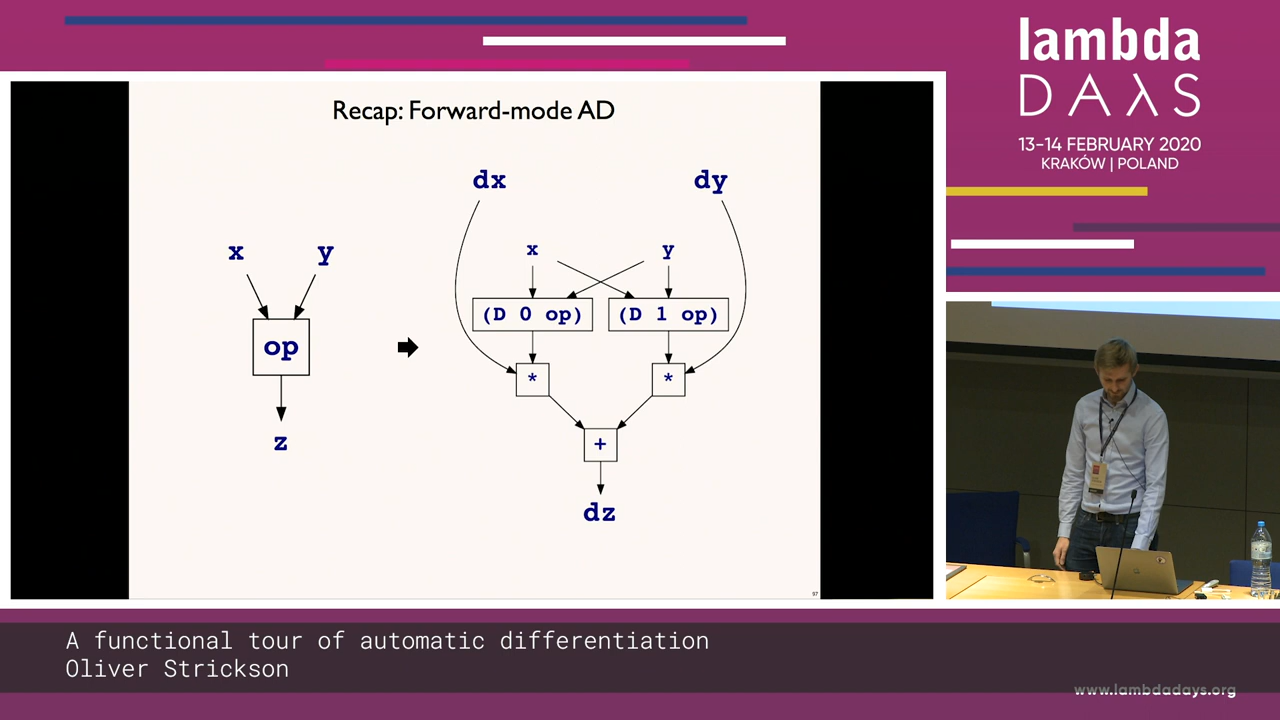 lambda
DAλS
13-14 FEBRUARY 2020
KRAKÓW | POLAND
Recap: Forward-mode AD
dx dy
x y x y
(D 0 op) (D 1 op)
op
* *
z
+
dz
97
A functional tour of automatic differentiation
Oliver Strickson
www.lambdadays.org